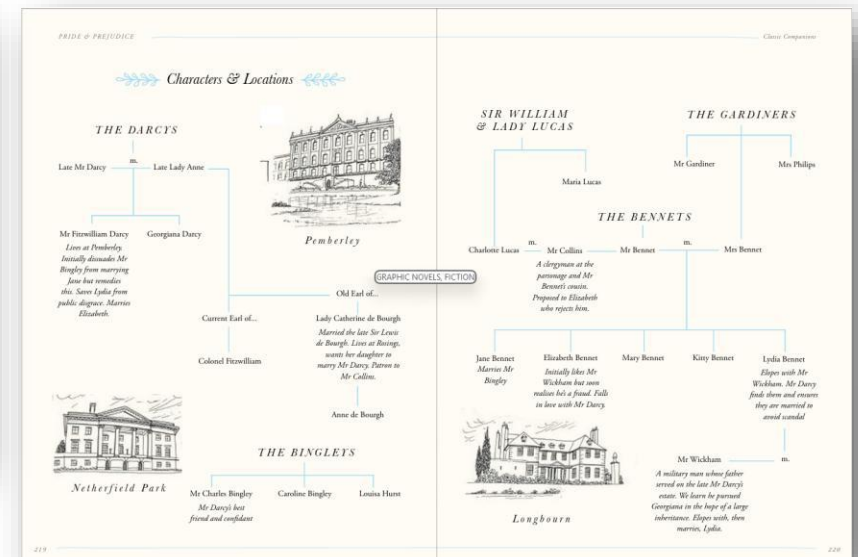 PRIDE & PREJUDICE
Classic Companions
Characters & Locations
THE DARCYS
Late Mr Darcy
m.
Late Lady Anne
Mr Fitzwilliam Darcy
Lives at Pemberley.
Initially dissuades Mr
Bingley from marrying
Jane but remedies
this. Saves Lydia from
public disgrace. Marries
Elizabeth.
Georgiana Darcy
Pemberley
GRAPHIC NOVELS, FICTION
Old Earl of...
Current Earl of...
Colonel Fitzwilliam
Lady Catherine de Bourgh
Married the late Sir Lewis
de Bourgh. Lives at Rosings,
wants her daughter to
marry Mr Darcy. Patron to
Mr Collins.
Anne de Bourgh
Netherfield Park
THE BINGLEYS
Mr Charles Bingley
Mr Darcy's best
friend and confidant
Caroline Bingley
Louisa Hurst
219
SIR WILLIAM
& LADY LUCAS
Maria Lucas
THE GARDINERS
Mr Gardiner
Mrs Philips
THE BENNETS
Charlotte Lucas
m.
Mr Collins
A clergyman at the
parsonage and Mr
Bennet's cousin.
Proposed to Elizabeth
who rejects him.
Mr Bennet
m.
Mrs Bennet
Jane Bennet
Marries Mr
Bingley
Elizabeth Bennet
Initially likes Mr
Wickham but soon
realises he's a fraud. Falls
in love with Mr Darcy.
Mary Bennet
Kitty Bennet
Lydia Bennet
Elopes with Mr
Wickham. Mr Darcy
finds them and ensures
they are married to
avoid scandal
Mr Wickham
m.
A military man whose father
served on the late Mr Darcy's
estate. We learn he pursued
Georgiana in the hope of a large
inheritance. Elopes with, then
marries, Lydia.
Longbourn
220